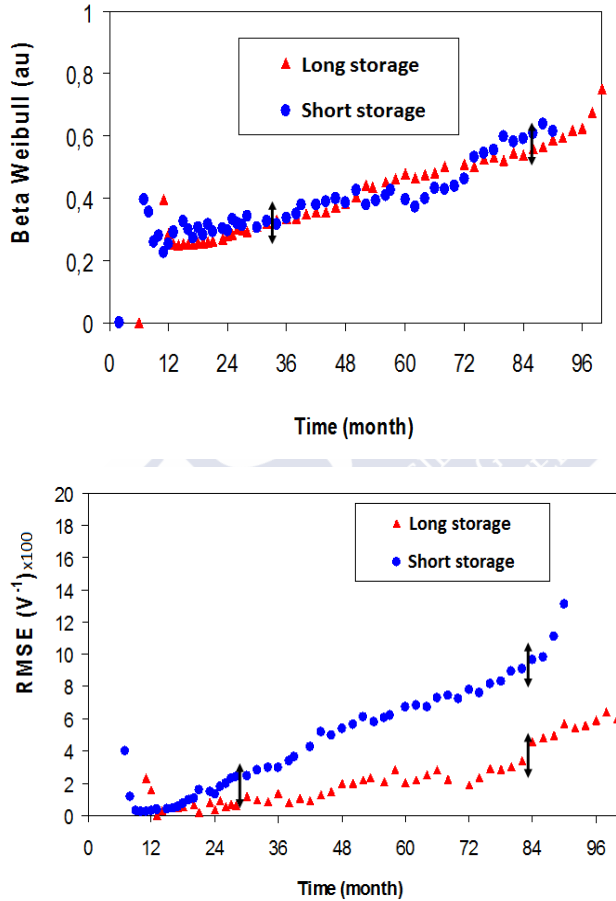 1
0,8
0,6
0,4
0,2
0
Beta Weibull (au)
Long storage
Short storage
0 12 24 36 48 60 72 84 96
Time (month)
20
18
16
14
12
10
8
6
4
2
0
RMSE (V⁻¹)x100
Long storage
Short storage
0 12 24 36 48 60 72 84 96
Time (month)